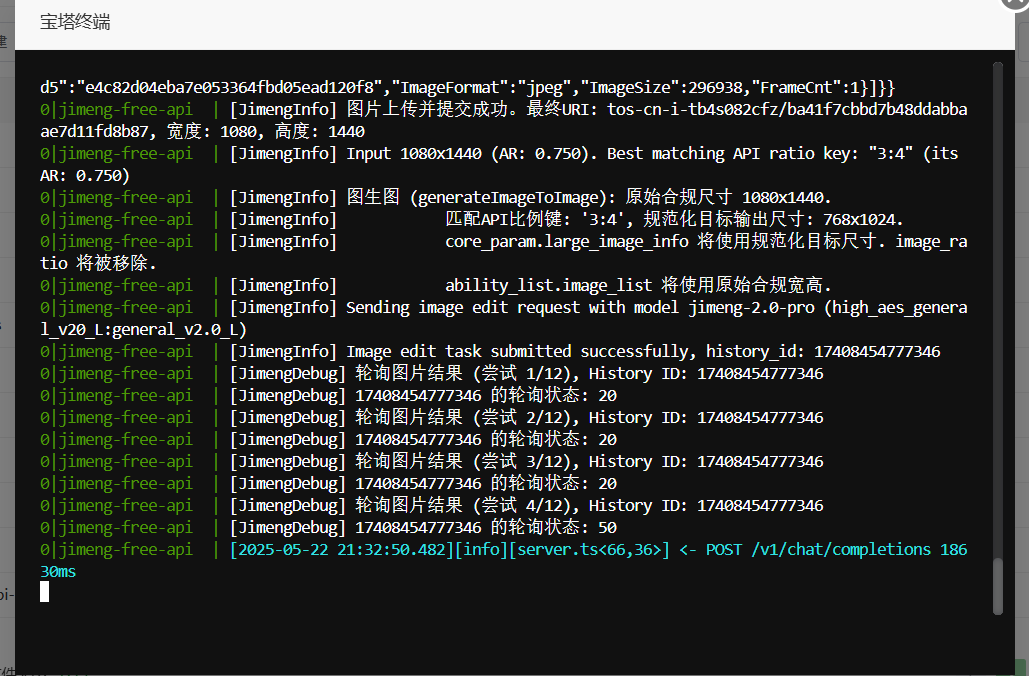 宝塔终端
建
d5":"e4c82d04eba7e053364fbd05ead120f8","ImageFormat":"jpeg","ImageSize":296938,"FrameCnt":1}]}}
0|jimeng-free-api  | [JimengInfo] 图片上传并提交成功。最终URI: tos-cn-i-tb4s082cfz/ba41f7cbbd7b48ddabba
ae7d11fd8b87, 宽度: 1080, 高度: 1440
0|jimeng-free-api  | [JimengInfo] Input 1080x1440 (AR: 0.750). Best matching API ratio key: "3:4" (its
AR: 0.750)
0|jimeng-free-api  | [JimengInfo] 图生图 (generateImageToImage): 原始合规尺寸 1080x1440.
0|jimeng-free-api  | [JimengInfo]            匹配API比例键: '3:4', 规范化目标输出尺寸: 768x1024.
0|jimeng-free-api  | [JimengInfo]            core_param.large_image_info 将使用规范化目标尺寸. image_ra
tio 将被移除.
0|jimeng-free-api  | [JimengInfo]            ability_list.image_list 将使用原始合规宽高.
0|jimeng-free-api  | [JimengInfo] Sending image edit request with model jimeng-2.0-pro (high_aes_genera
l_v20_L:general_v2.0_L)
0|jimeng-free-api  | [JimengInfo] Image edit task submitted successfully, history_id: 17408454777346
0|jimeng-free-api  | [JimengDebug] 轮询图片结果 (尝试 1/12), History ID: 17408454777346
0|jimeng-free-api  | [JimengDebug] 17408454777346 的轮询状态: 20
0|jimeng-free-api  | [JimengDebug] 轮询图片结果 (尝试 2/12), History ID: 17408454777346
0|jimeng-free-api  | [JimengDebug] 17408454777346 的轮询状态: 20
0|jimeng-free-api  | [JimengDebug] 轮询图片结果 (尝试 3/12), History ID: 17408454777346
0|jimeng-free-api  | [JimengDebug] 17408454777346 的轮询状态: 20
0|jimeng-free-api  | [JimengDebug] 轮询图片结果 (尝试 4/12), History ID: 17408454777346
0|jimeng-free-api  | [JimengDebug] 17408454777346 的轮询状态: 50
0|jimeng-free-api  | [2025-05-22 21:32:50.482][info][server.ts<66,36>] <- POST /v1/chat/completions 186
30ms
pi-